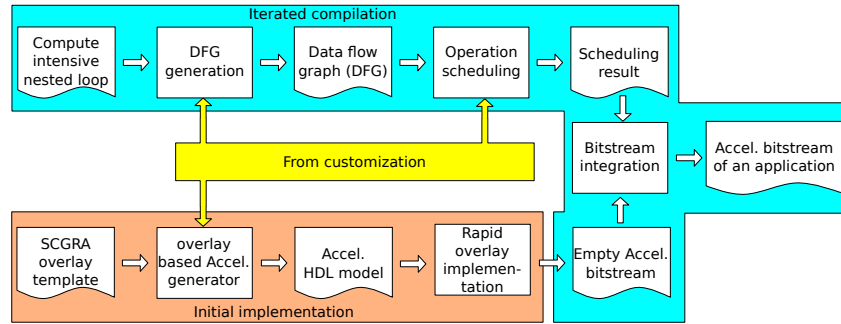 Iterated compilation
Compute
intensive
nested loop
DFG
generation
Data flow
graph (DFG)
Operation
scheduling
Scheduling
result
From customization
Bitstream
integration
Accel. bitstream
of an application
SCGRA
overlay
template
overlay
based Accel.
generator
Accel.
HDL model
Rapid
overlay
implemen-
tation
Empty Accel.
bitstream
Initial implementation